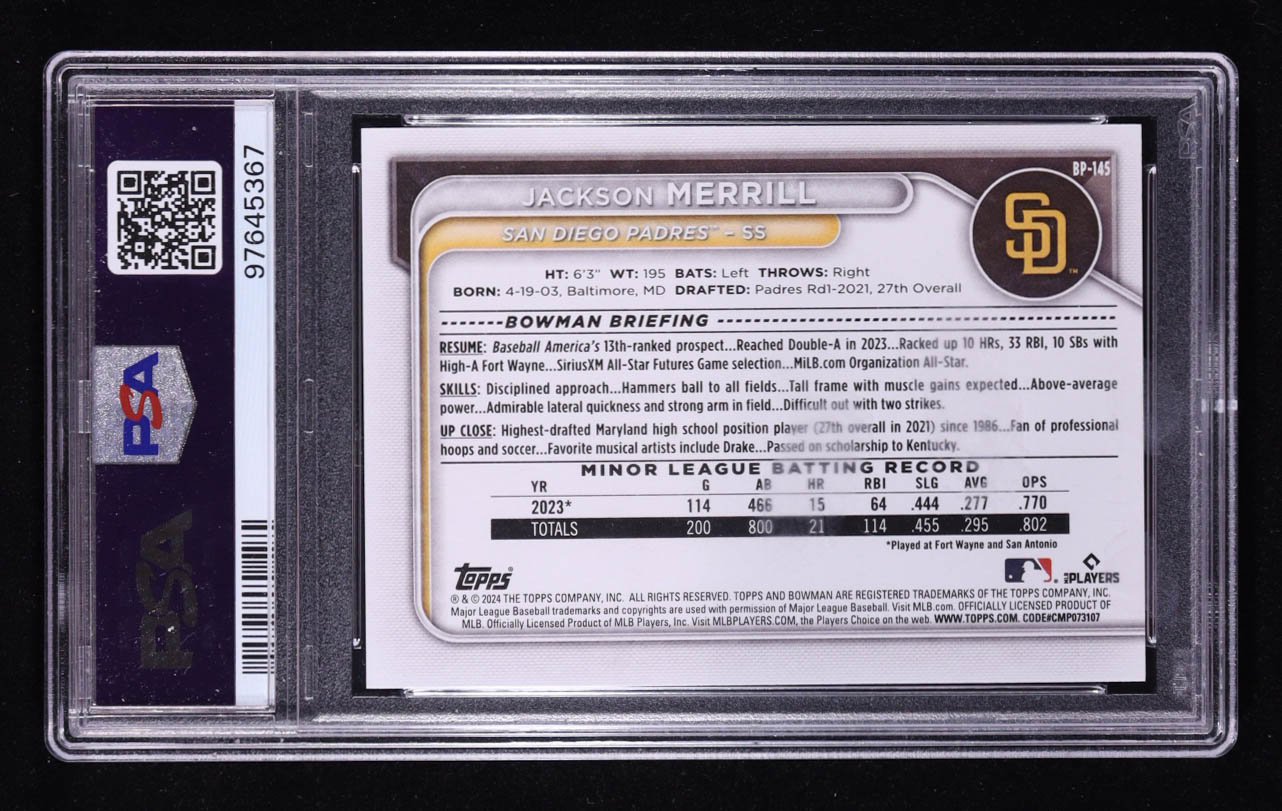 97645367
PSA
PSA
PSA
BP-145
JACKSON MERRILL
SAN DIEGO PADRES™ – SS
SD™
HT: 6'3" WT: 195 BATS: Left THROWS: Right
BORN: 4-19-03, Baltimore, MD DRAFTED: Padres Rd1-2021, 27th Overall
BOWMAN BRIEFING
RESUME: Baseball America's 13th-ranked prospect...Reached Double-A in 2023...Racked up 10 HRs, 33 RBI, 10 SBs with
High-A Fort Wayne...SiriusXM All-Star Futures Game selection...MiLB.com Organization All-Star.
SKILLS: Disciplined approach...Hammers ball to all fields...Tall frame with muscle gains expected...Above-average
power...Admirable lateral quickness and strong arm in field...Difficult out with two strikes.
UP CLOSE: Highest-drafted Maryland high school position player (27th overall in 2021) since 1986...Fan of professional
hoops and soccer...Favorite musical artists include Drake...Passed on scholarship to Kentucky.
MINOR LEAGUE BATTING RECORD
YR G AB HR RBI SLG AVG OPS
2023* 114 466 15 64 .444 .277 .770
TOTALS 200 800 21 114 .455 .295 .802
*Played at Fort Wayne and San Antonio
Topps®
MLB PLAYERS
® & © 2024 THE TOPPS COMPANY, INC. ALL RIGHTS RESERVED. TOPPS AND BOWMAN ARE REGISTERED TRADEMARKS OF THE TOPPS COMPANY, INC.
Major League Baseball trademarks and copyrights are used with permission of Major League Baseball. Visit MLB.com. OFFICIALLY LICENSED PRODUCT OF
MLB. Officially Licensed Product of MLB Players, Inc. Visit MLBPLAYERS.COM, the Players Choice on the web. WWW.TOPPS.COM. CODE#CMP073107